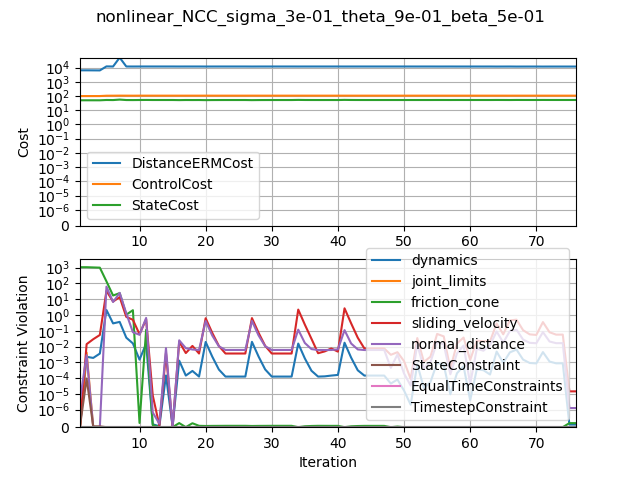 nonlinear_NCC_sigma_3e-01_theta_9e-01_beta_5e-01
10^4
10^3
10^2
10^1
10^0
10^-1
10^-2
10^-3
10^-4
10^-5
10^-6
0
Cost
DistanceERMCost
ControlCost
StateCost
10 20 30 40 50 60 70
10^3
10^2
10^1
10^0
10^-1
10^-2
10^-3
10^-4
10^-5
10^-6
0
Constraint Violation
dynamics
joint_limits
friction_cone
sliding_velocity
normal_distance
StateConstraint
EqualTimeConstraints
TimestepConstraint
10 20 30 40 50 60 70
Iteration